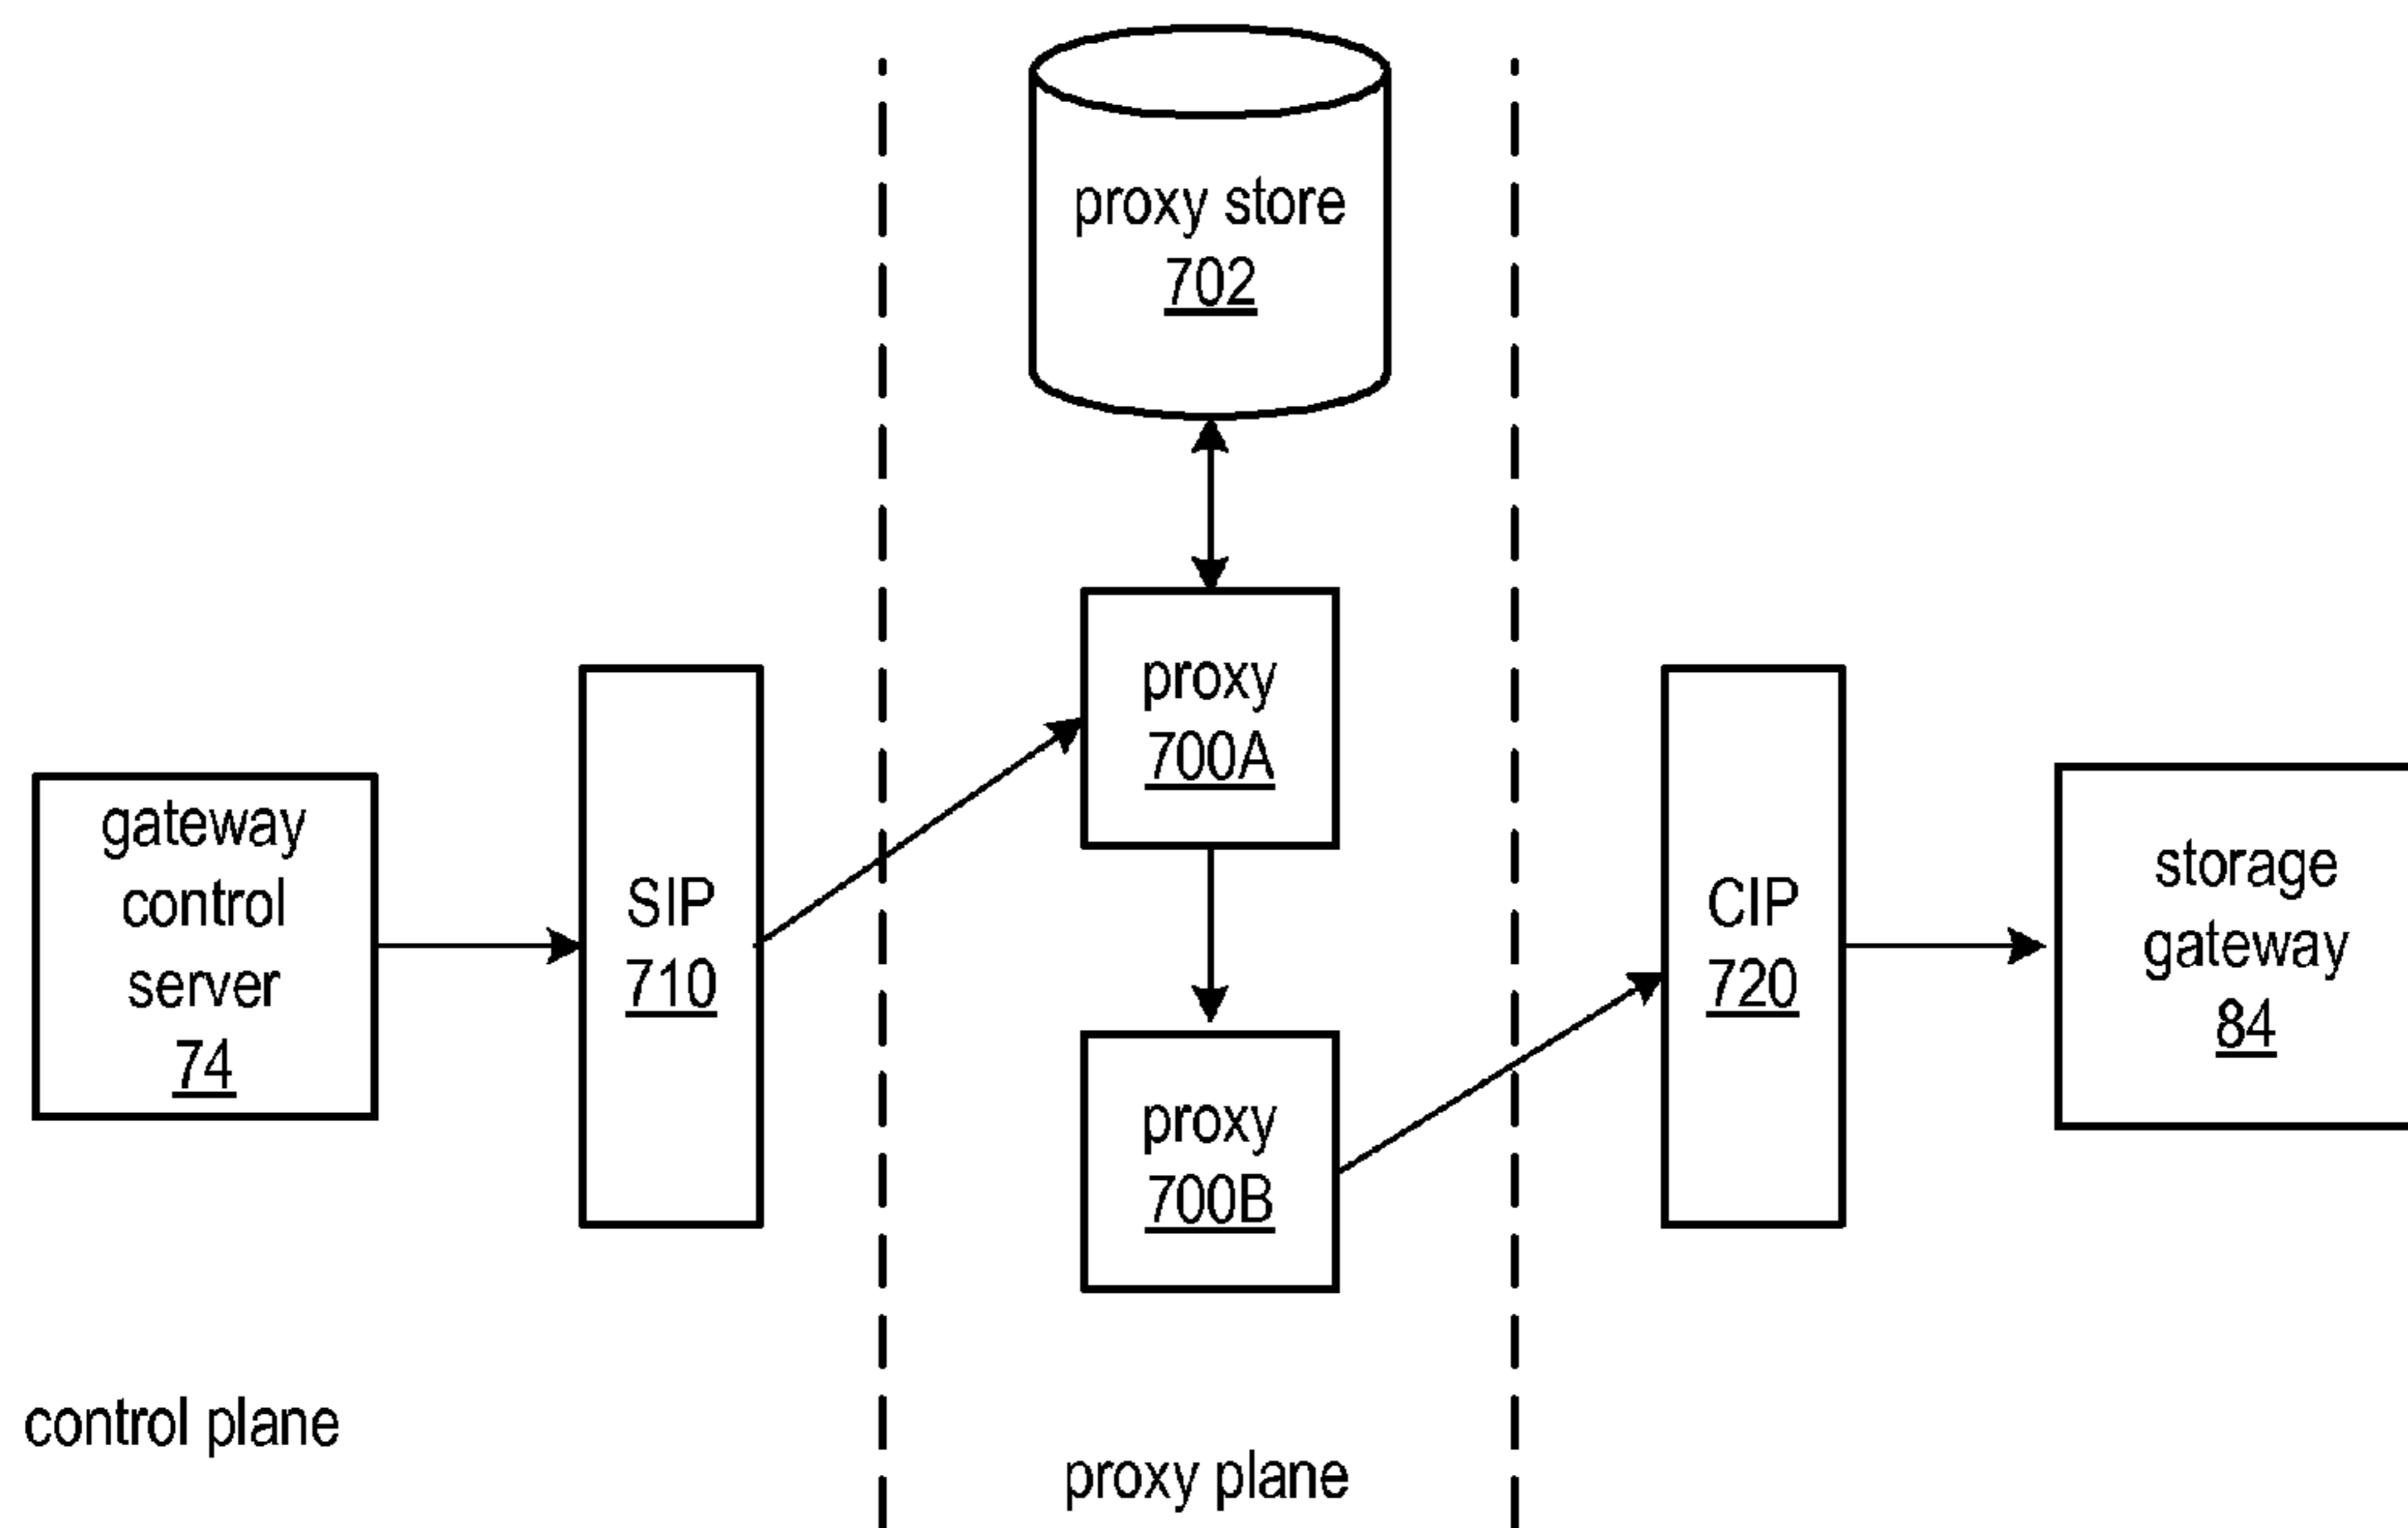 proxy store
702
proxy
700A
gateway
control
server
74
SIP
710
CIP
720
storage
gateway
84
proxy
700B
control plane
proxy plane